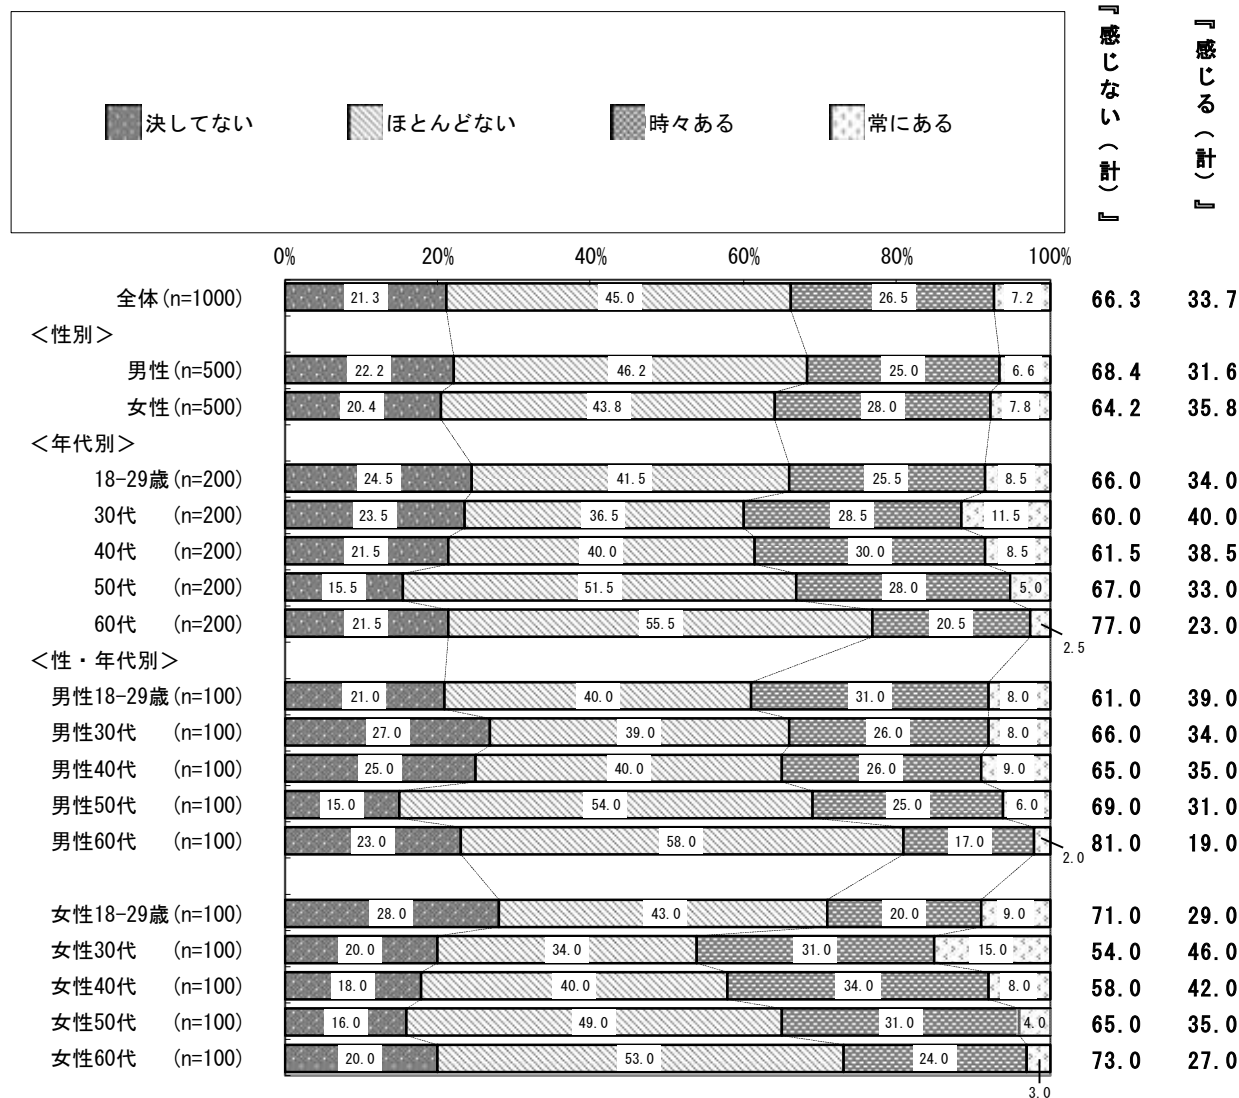 『感じない（計）』
『感じる（計）』
決してない ほとんどない 時々ある 常にある
0% 20% 40% 60% 80% 100%
全体(n=1000) 21.3 45.0 26.5 7.2 66.3 33.7
＜性別＞
男性(n=500) 22.2 46.2 25.0 6.6 68.4 31.6
女性(n=500) 20.4 43.8 28.0 7.8 64.2 35.8
＜年代別＞
18-29歳(n=200) 24.5 41.5 25.5 8.5 66.0 34.0
30代 (n=200) 23.5 36.5 28.5 11.5 60.0 40.0
40代 (n=200) 21.5 40.0 30.0 8.5 61.5 38.5
50代 (n=200) 15.5 51.5 28.0 5.0 67.0 33.0
60代 (n=200) 21.5 55.5 20.5 2.5 77.0 23.0
＜性・年代別＞
男性18-29歳(n=100) 21.0 40.0 31.0 8.0 61.0 39.0
男性30代 (n=100) 27.0 39.0 26.0 8.0 66.0 34.0
男性40代 (n=100) 25.0 40.0 26.0 9.0 65.0 35.0
男性50代 (n=100) 15.0 54.0 25.0 6.0 69.0 31.0
男性60代 (n=100) 23.0 58.0 17.0 2.0 81.0 19.0
女性18-29歳(n=100) 28.0 43.0 20.0 9.0 71.0 29.0
女性30代 (n=100) 20.0 34.0 31.0 15.0 54.0 46.0
女性40代 (n=100) 18.0 40.0 34.0 8.0 58.0 42.0
女性50代 (n=100) 16.0 49.0 31.0 4.0 65.0 35.0
女性60代 (n=100) 20.0 53.0 24.0 3.0 73.0 27.0